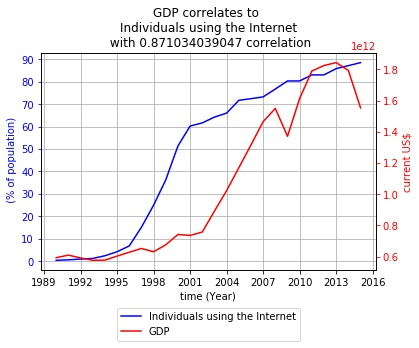 GDP correlates to
Individuals using the Internet
with 0.871034039047 correlation
1e12
90
80
70
60
50
40
30
20
10
0
(% of population)
1.8
1.6
1.4
1.2
1.0
0.8
0.6
current US$
1989 1992 1995 1998 2001 2004 2007 2010 2013 2016
time (Year)
Individuals using the Internet
GDP